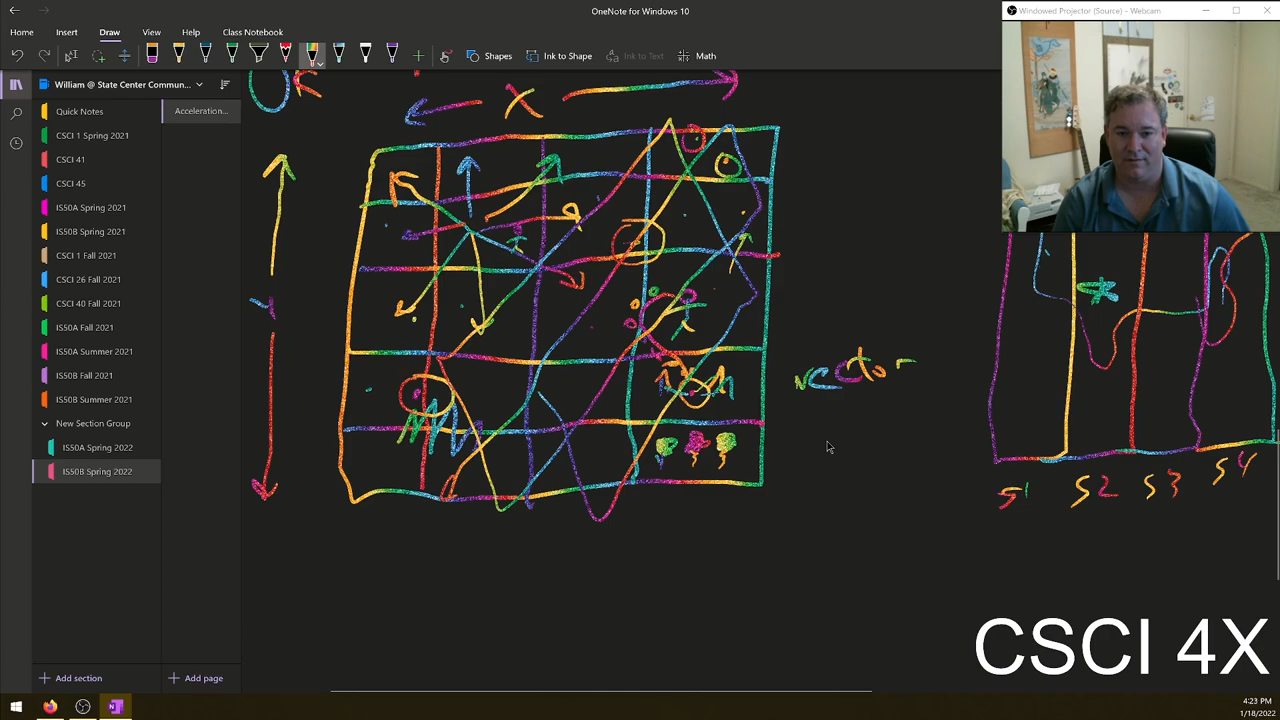 OneNote for Windows 10
Windowed Projector (Source) - Webcam
Home Insert Draw View Help Class Notebook
Shapes Ink to Shape Ink to Text Math
William @ State Center Commun...
Acceleration...
Quick Notes
CSCI 1 Spring 2021
CSCI 41
CSCI 45
IS50A Spring 2021
IS50B Spring 2021
CSCI 1 Fall 2021
CSCI 26 Fall 2021
CSCI 40 Fall 2021
IS50A Fall 2021
IS50A Summer 2021
IS50B Fall 2021
IS50B Summer 2021
New Section Group
IS50A Spring 2022
IS50B Spring 2022
OK
X
Y
vector
S1 S2 S3 S4
CSCI 4X
Add section
Add page
4:23 PM
1/18/2022